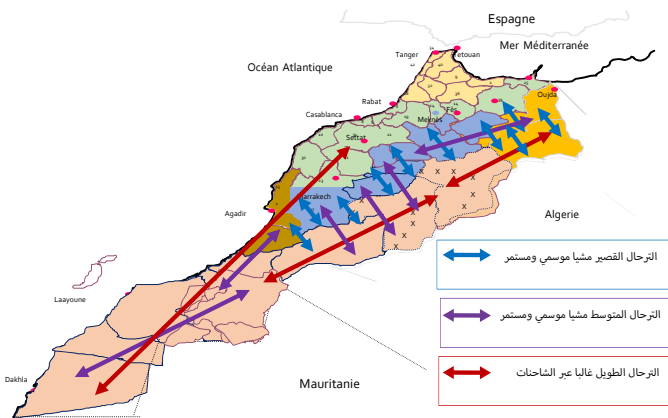 Espagne
Mer Méditerranée
Tanger
Tetouan
Océan Atlantique
Oujda
Rabat
Casablanca
Fés
Meknès
Settat
Marrakech
Agadir
Algerie
Laayoune
Dakhla
Mauritanie
x x x x
x
x
x
x
x
x
x
x
x
الترحال القصير مشيا موسمي ومستمر
الترحال المتوسط مشيا موسمي ومستمر
الترحال الطويل غالبا عبر الشاحنات